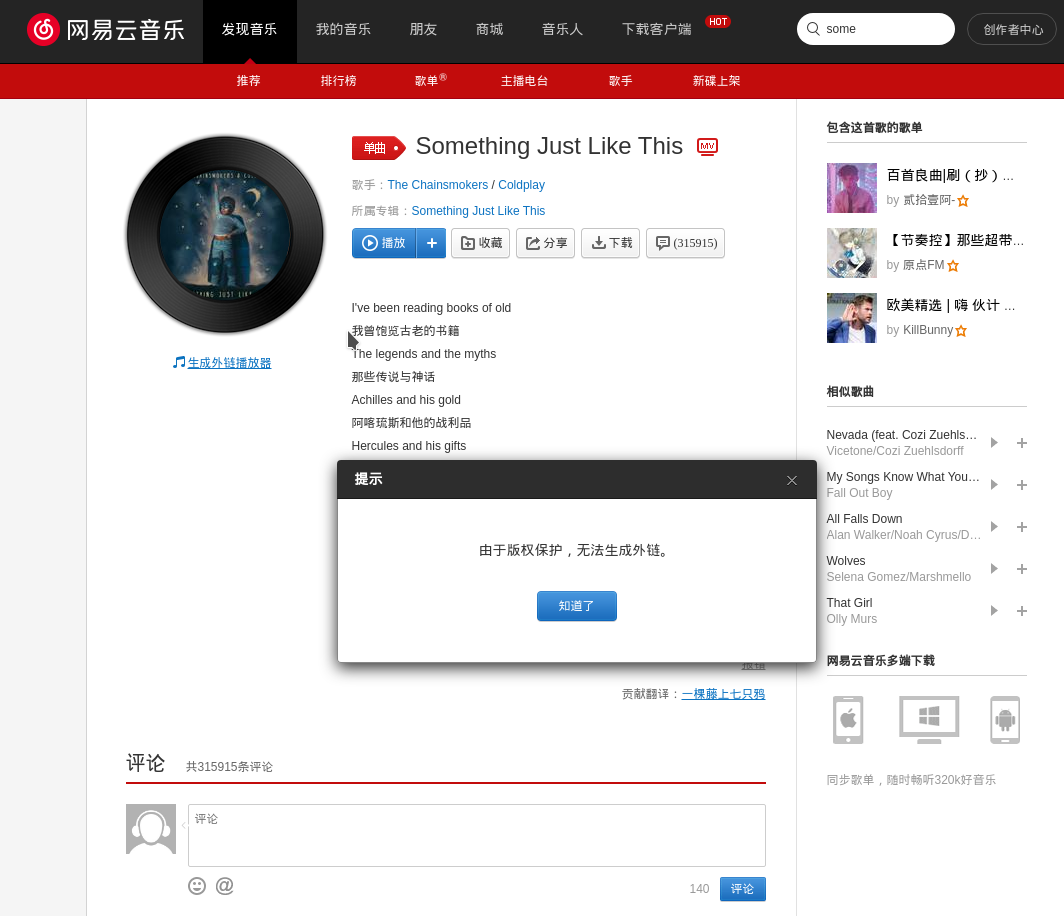 网易云音乐
发现音乐 我的音乐 朋友 商城 音乐人 下载客户端 HOT some 创作者中心
推荐 排行榜 歌单® 主播电台 歌手 新碟上架
单曲 Something Just Like This MV
歌手：The Chainsmokers / Coldplay
所属专辑：Something Just Like This
播放 + 收藏 分享 下载 (315915)
生成外链播放器
I've been reading books of old
我曾饱览古老的书籍
The legends and the myths
那些传说与神话
Achilles and his gold
阿喀琉斯和他的战利品
Hercules and his gifts
提示
由于版权保护，无法生成外链。
知道了
报错
贡献翻译：一棵藤上七只鸦
评论 共315915条评论
评论
140 评论
包含这首歌的歌单
百首良曲|刷（抄）...
by 贰拾壹阿-
【节奏控】那些超带...
by 原点FM
欧美精选 | 嗨 伙计 ...
by KillBunny
相似歌曲
Nevada (feat. Cozi Zuehls...
Vicetone/Cozi Zuehlsdorff
My Songs Know What You...
Fall Out Boy
All Falls Down
Alan Walker/Noah Cyrus/D...
Wolves
Selena Gomez/Marshmello
That Girl
Olly Murs
网易云音乐多端下载
同步歌单，随时畅听320k好音乐